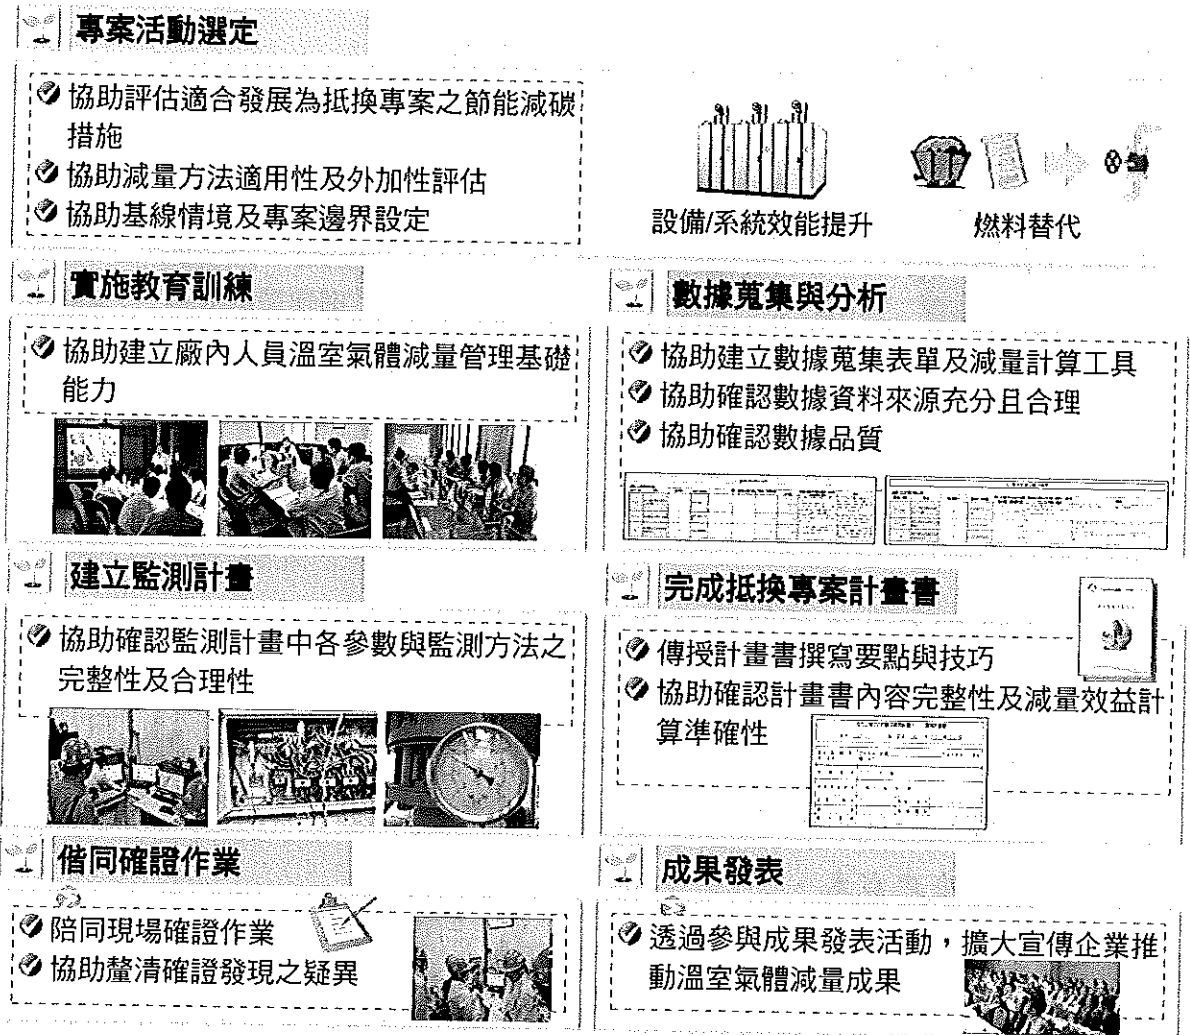 專案活動選定
協助評估適合發展為抵換專案之節能減碳
措施
協助減量方法適用性及外加性評估
協助基線情境及專案邊界設定
設備/系統效能提升
燃料替代
實施教育訓練
協助建立廠內人員溫室氣體減量管理基礎
能力
數據蒐集與分析
協助建立數據蒐集表單及減量計算工具
協助確認數據資料來源充分且合理
協助確認數據品質
建立監測計畫
協助確認監測計畫中各參數與監測方法之
完整性及合理性
完成抵換專案計畫書
傳授計畫書撰寫要點與技巧
協助確認計畫書內容完整性及減量效益計
算準確性
偕同確證作業
陪同現場確證作業
協助釐清確證發現之疑異
成果發表
透過參與成果發表活動，擴大宣傳企業推
動溫室氣體減量成果